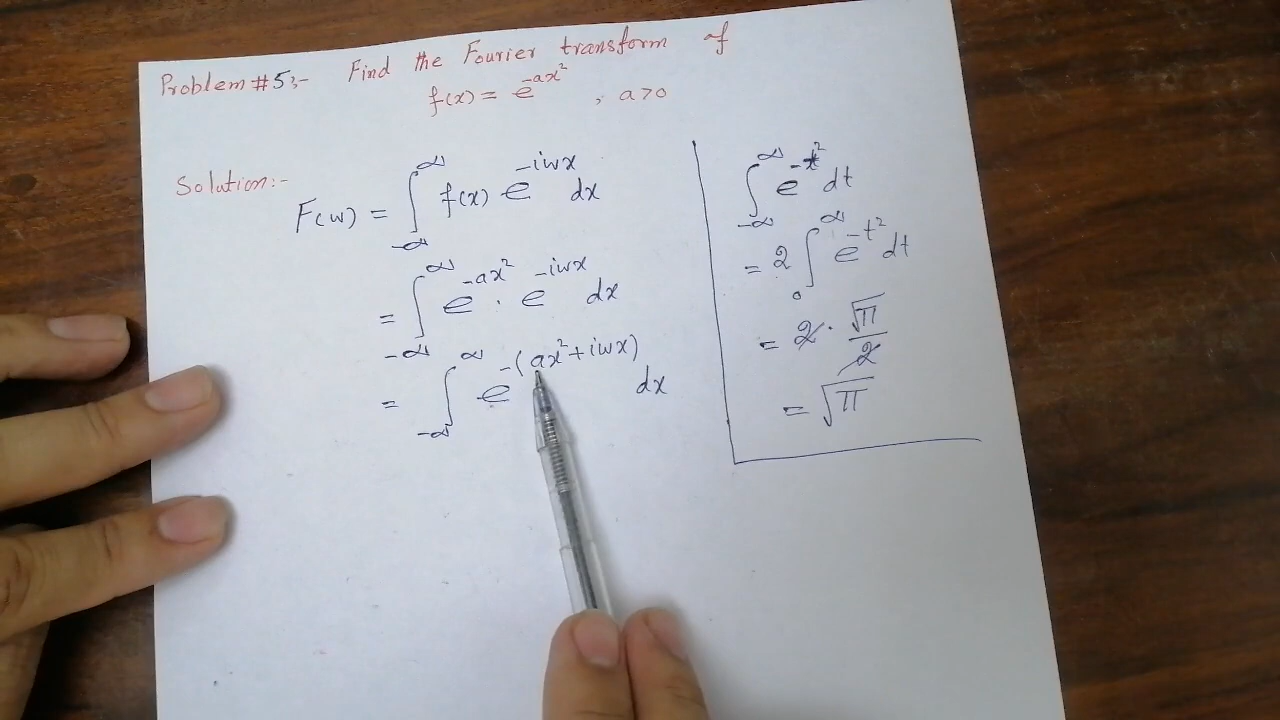 Problem #5:- Find the Fourier transform of
f(x) = e^{-ax²} , a>0
Solution:-
F(w) = ∫_{-∞}^{∞} f(x) e^{-iwx} dx
= ∫_{-∞}^{∞} e^{-ax²} . e^{-iwx} dx
= ∫_{-∞}^{∞} e^{-(ax²+iwx)} dx
∫_{-∞}^{∞} e^{-t²} dt
= 2 ∫_{0}^{∞} e^{-t²} dt
= 2 . √π/2
= √π